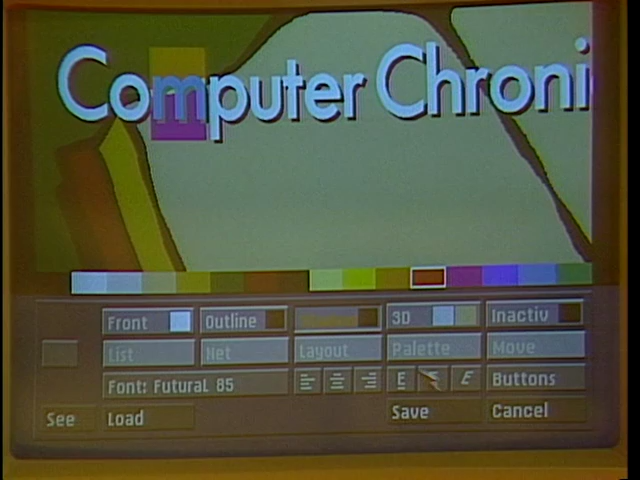 Computer Chroni
Front Outline 3D Inactiv
List Net Layout Palette Move
Font: FuturaL 85 E E Buttons
See Load Save Cancel